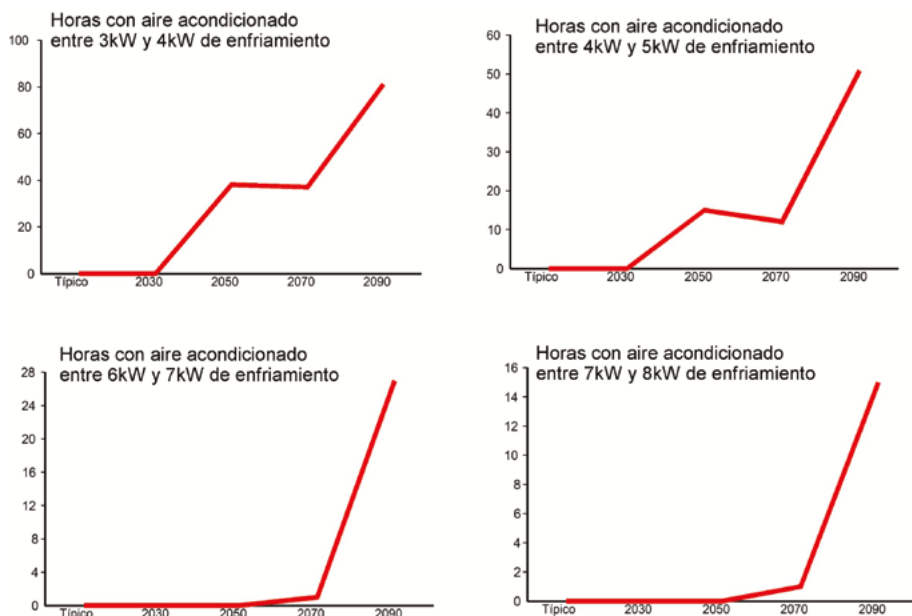 Horas con aire acondicionado
entre 3kW y 4kW de enfriamiento
100
80
60
40
20
0
Típico 2030 2050 2070 2090
Horas con aire acondicionado
entre 4kW y 5kW de enfriamiento
60
50
40
30
20
10
0
Típico 2030 2050 2070 2090
Horas con aire acondicionado
entre 6kW y 7kW de enfriamiento
28
24
20
16
12
8
4
0
Típico 2030 2050 2070 2090
Horas con aire acondicionado
entre 7kW y 8kW de enfriamiento
16
14
12
10
8
6
4
2
0
Típico 2030 2050 2070 2090